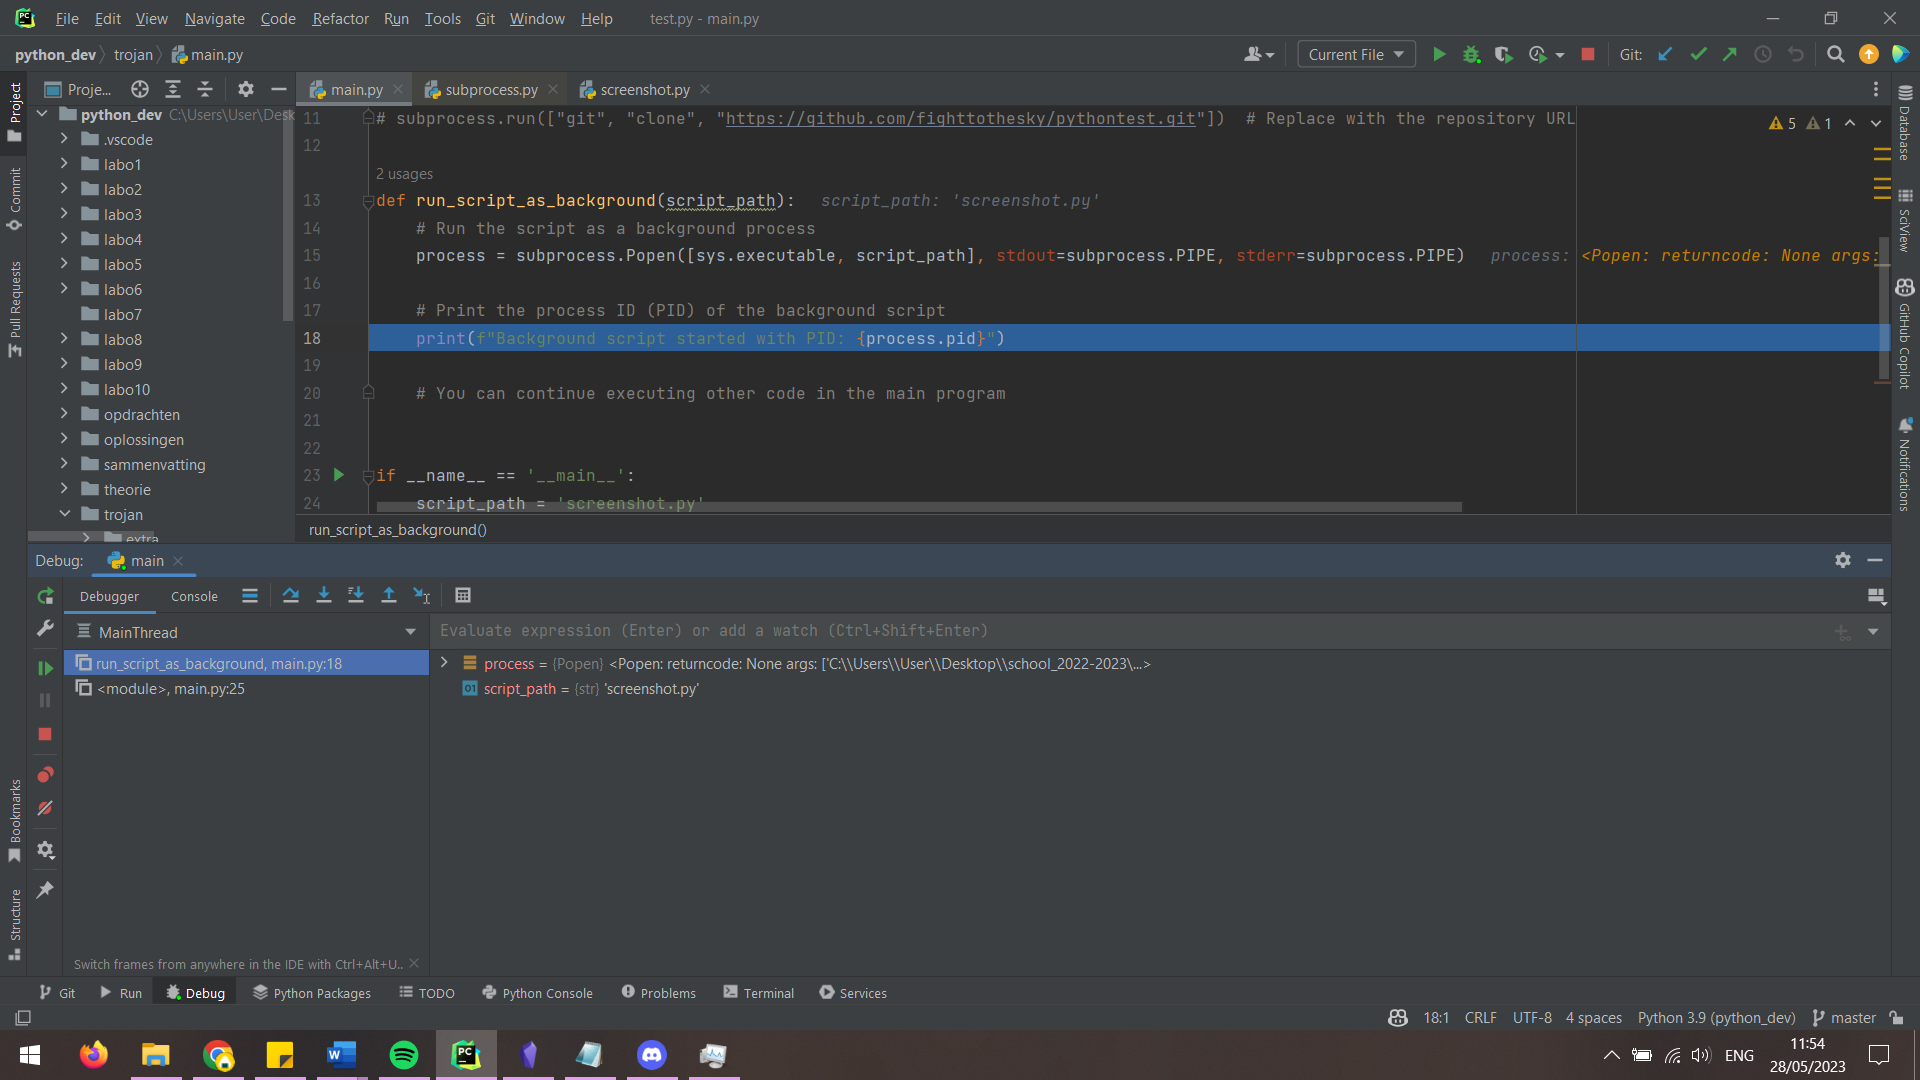 File Edit View Navigate Code Refactor Run Tools Git Window Help test.py - main.py
python_dev trojan main.py Current File Git:
Proje... main.py subprocess.py screenshot.py
python_dev C:\Users\User\Desk
.vscode
labo1
labo2
labo3
labo4
labo5
labo6
labo7
labo8
labo9
labo10
opdrachten
oplossingen
sammenvatting
theorie
trojan
extra
11 # subprocess.run(["git", "clone", "https://github.com/fighttothesky/pythontest.git"]) # Replace with the repository URL
5 1
12
2 usages
13 def run_script_as_background(script_path): script_path: 'screenshot.py'
14 # Run the script as a background process
15 process = subprocess.Popen([sys.executable, script_path], stdout=subprocess.PIPE, stderr=subprocess.PIPE) process: <Popen: returncode: None args:
16
17 # Print the process ID (PID) of the background script
18 print(f"Background script started with PID: {process.pid}")
19
20 # You can continue executing other code in the main program
21
22
23 if __name__ == '__main__':
24 script_path = 'screenshot.py'
run_script_as_background()
Project
Commit
Pull Requests
Bookmarks
Structure
Database
SciView
GitHub Copilot
Notifications
Debug: main
Debugger Console
MainThread
Evaluate expression (Enter) or add a watch (Ctrl+Shift+Enter)
run_script_as_background, main.py:18
<module>, main.py:25
process = {Popen} <Popen: returncode: None args: ['C:\\Users\\User\\Desktop\\school_2022-2023\...>
01 script_path = {str} 'screenshot.py'
Switch frames from anywhere in the IDE with Ctrl+Alt+U..
Git Run Debug Python Packages TODO Python Console Problems Terminal Services
18:1 CRLF UTF-8 4 spaces Python 3.9 (python_dev) master
ENG
11:54
28/05/2023